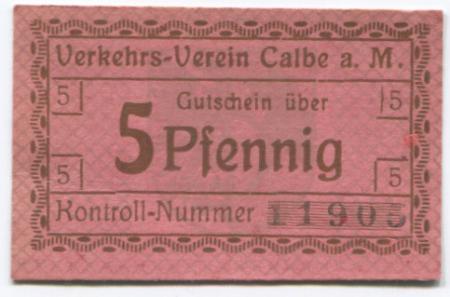 Verkehrs-Verein Calbe a. M.
5 Gutschein über 5
5 Pfennig
5 5
Kontroll-Nummer 11905